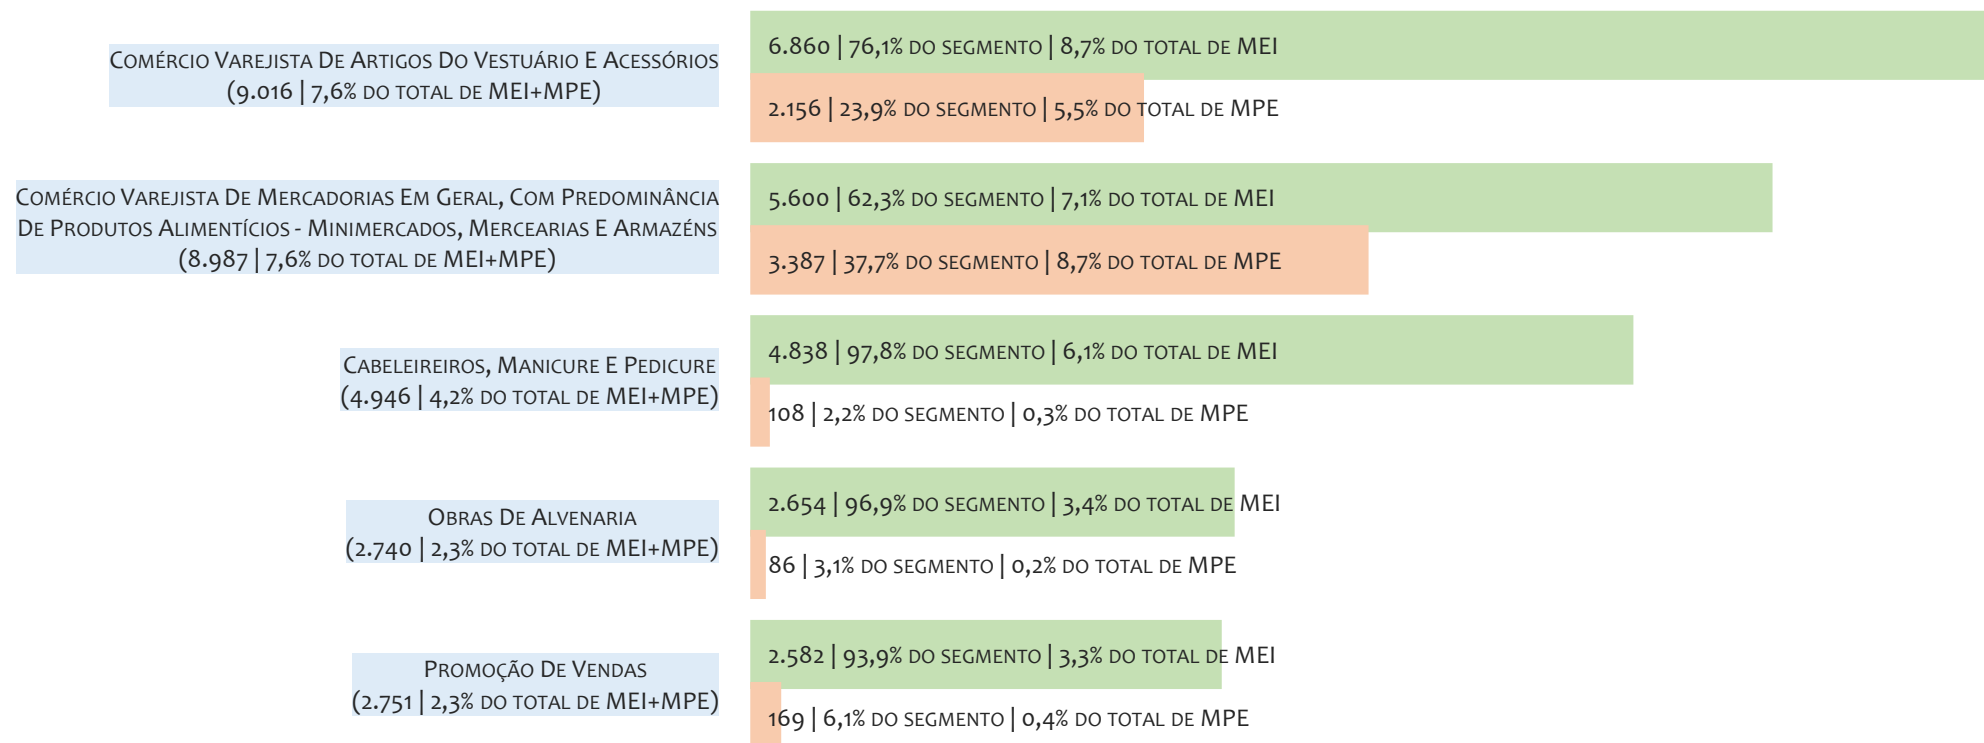 Comércio Varejista De Artigos Do Vestuário E Acessórios
(9.016 | 7,6% do total de MEI+MPE)
6.860 | 76,1% do segmento | 8,7% do total de MEI
2.156 | 23,9% do segmento | 5,5% do total de MPE
Comércio Varejista De Mercadorias Em Geral, Com Predominância
De Produtos Alimentícios - Minimercados, Mercearias E Armazéns
(8.987 | 7,6% do total de MEI+MPE)
5.600 | 62,3% do segmento | 7,1% do total de MEI
3.387 | 37,7% do segmento | 8,7% do total de MPE
Cabeleireiros, Manicure E Pedicure
(4.946 | 4,2% do total de MEI+MPE)
4.838 | 97,8% do segmento | 6,1% do total de MEI
108 | 2,2% do segmento | 0,3% do total de MPE
Obras De Alvenaria
(2.740 | 2,3% do total de MEI+MPE)
2.654 | 96,9% do segmento | 3,4% do total de MEI
86 | 3,1% do segmento | 0,2% do total de MPE
Promoção De Vendas
(2.751 | 2,3% do total de MEI+MPE)
2.582 | 93,9% do segmento | 3,3% do total de MEI
169 | 6,1% do segmento | 0,4% do total de MPE